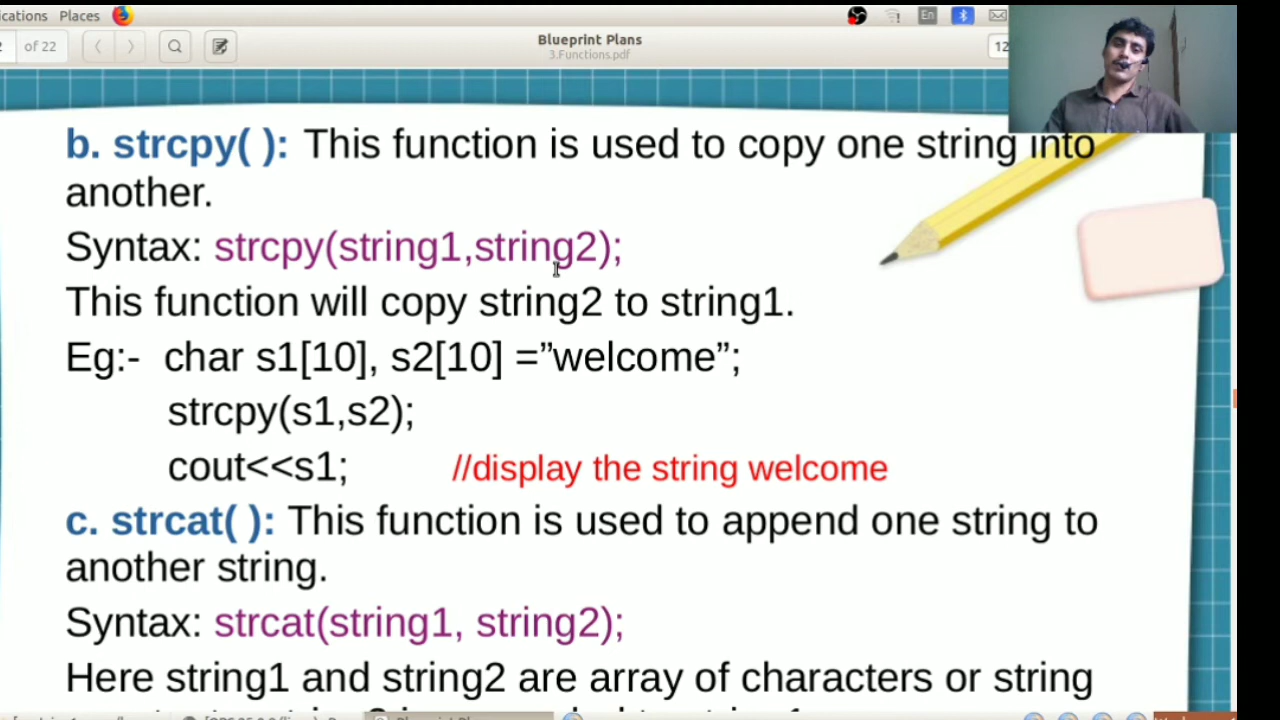 cations Places
En
of 22
Blueprint Plans
3.Functions.pdf
12
b. strcpy( ): This function is used to copy one string into
another.
Syntax: strcpy(string1,string2);
This function will copy string2 to string1.
Eg:- char s1[10], s2[10] =”welcome”;
strcpy(s1,s2);
cout<<s1; //display the string welcome
c. strcat( ): This function is used to append one string to
another string.
Syntax: strcat(string1, string2);
Here string1 and string2 are array of characters or string